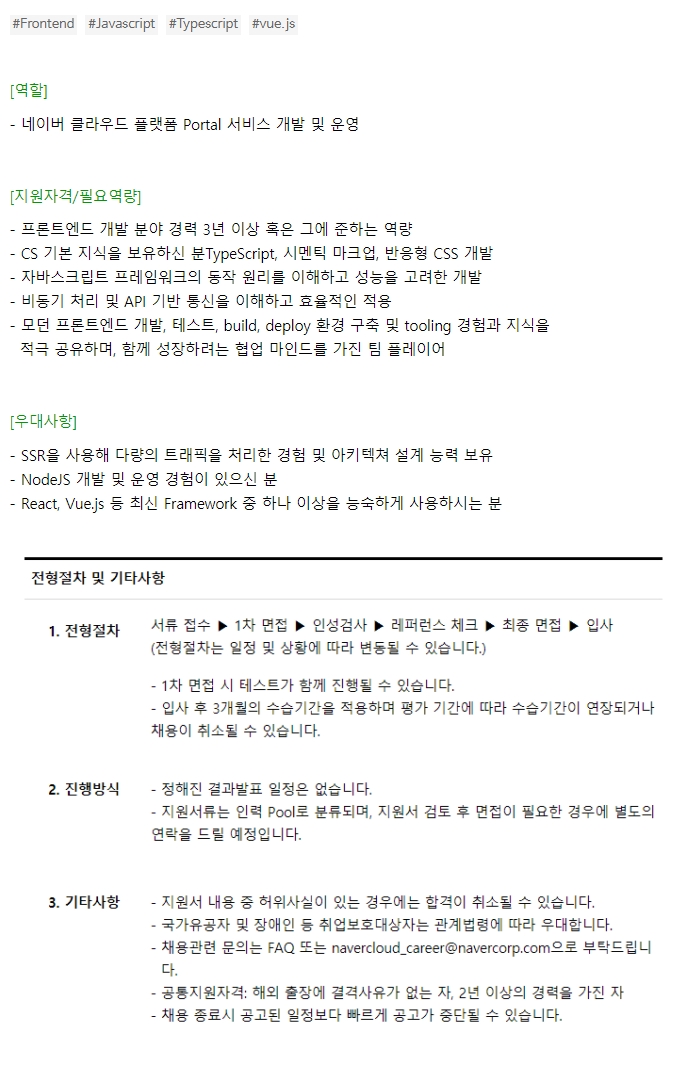 #Frontend #Javascript #Typescript #vue.js
[역할]
- 네이버 클라우드 플랫폼 Portal 서비스 개발 및 운영
[지원자격/필요역량]
- 프론트엔드 개발 분야 경력 3년 이상 혹은 그에 준하는 역량
- CS 기본 지식을 보유하신 분TypeScript, 시멘틱 마크업, 반응형 CSS 개발
- 자바스크립트 프레임워크의 동작 원리를 이해하고 성능을 고려한 개발
- 비동기 처리 및 API 기반 통신을 이해하고 효율적인 적용
- 모던 프론트엔드 개발, 테스트, build, deploy 환경 구축 및 tooling 경험과 지식을
적극 공유하며, 함께 성장하려는 협업 마인드를 가진 팀 플레이어
[우대사항]
- SSR을 사용해 다량의 트래픽을 처리한 경험 및 아키텍쳐 설계 능력 보유
- NodeJS 개발 및 운영 경험이 있으신 분
- React, Vue.js 등 최신 Framework 중 하나 이상을 능숙하게 사용하시는 분
전형절차 및 기타사항
1. 전형절차 서류 접수 ▶ 1차 면접 ▶ 인성검사 ▶ 레퍼런스 체크 ▶ 최종 면접 ▶ 입사
(전형절차는 일정 및 상황에 따라 변동될 수 있습니다.)
- 1차 면접 시 테스트가 함께 진행될 수 있습니다.
- 입사 후 3개월의 수습기간을 적용하며 평가 기간에 따라 수습기간이 연장되거나
채용이 취소될 수 있습니다.
2. 진행방식 - 정해진 결과발표 일정은 없습니다.
- 지원서류는 인력 Pool로 분류되며, 지원서 검토 후 면접이 필요한 경우에 별도의
연락을 드릴 예정입니다.
3. 기타사항 - 지원서 내용 중 허위사실이 있는 경우에는 합격이 취소될 수 있습니다.
- 국가유공자 및 장애인 등 취업보호대상자는 관계법령에 따라 우대합니다.
- 채용관련 문의는 FAQ 또는 navercloud_career@navercorp.com으로 부탁드립니
다.
- 공통지원자격: 해외 출장에 결격사유가 없는 자, 2년 이상의 경력을 가진 자
- 채용 종료시 공고된 일정보다 빠르게 공고가 중단될 수 있습니다.